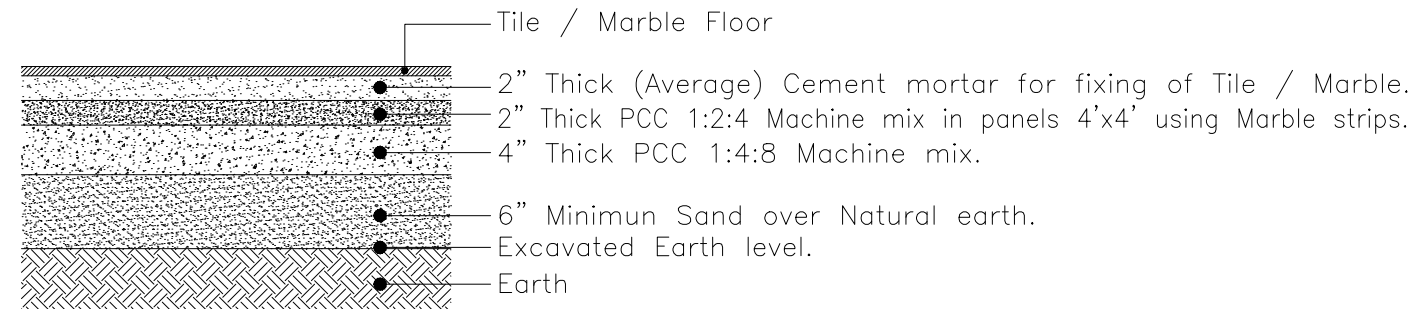 Tile / Marble Floor
2" Thick (Average) Cement mortar for fixing of Tile / Marble.
2" Thick PCC 1:2:4 Machine mix in panels 4'x4' using Marble strips.
4" Thick PCC 1:4:8 Machine mix.
6" Minimun Sand over Natural earth.
Excavated Earth level.
Earth